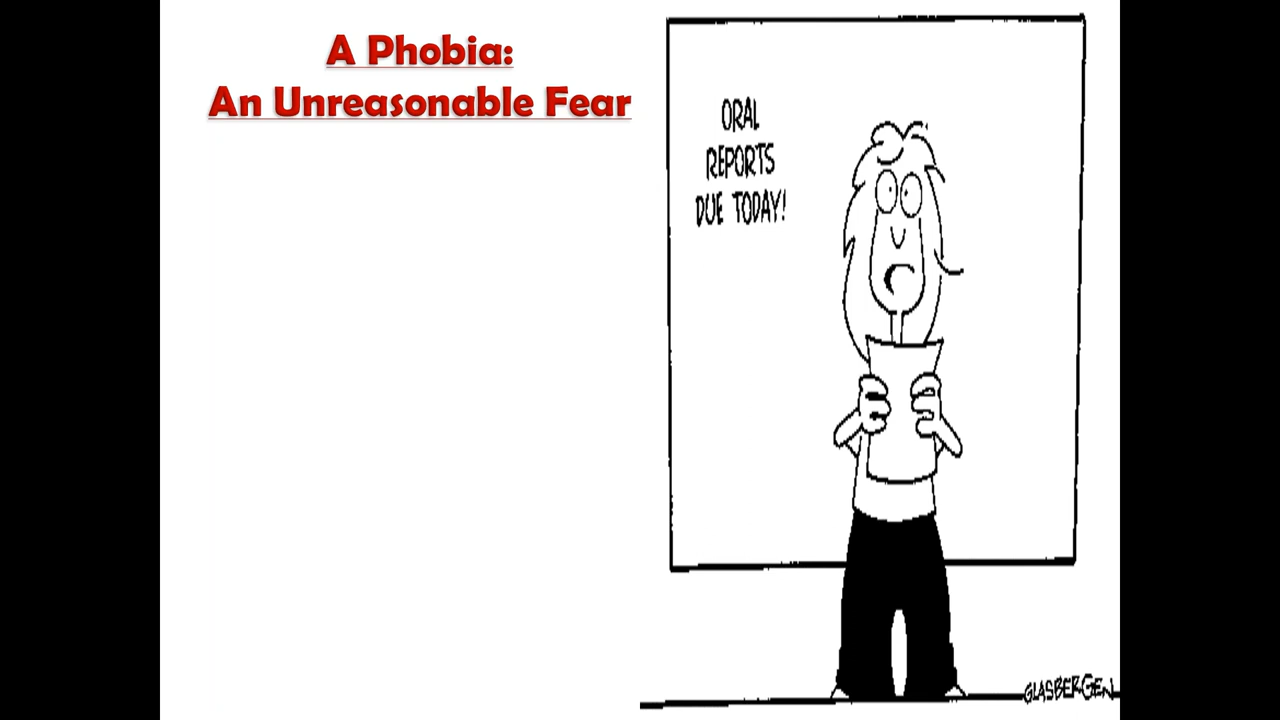 A Phobia:
An Unreasonable Fear
ORAL
REPORTS
DUE TODAY!
GLASBERGEN